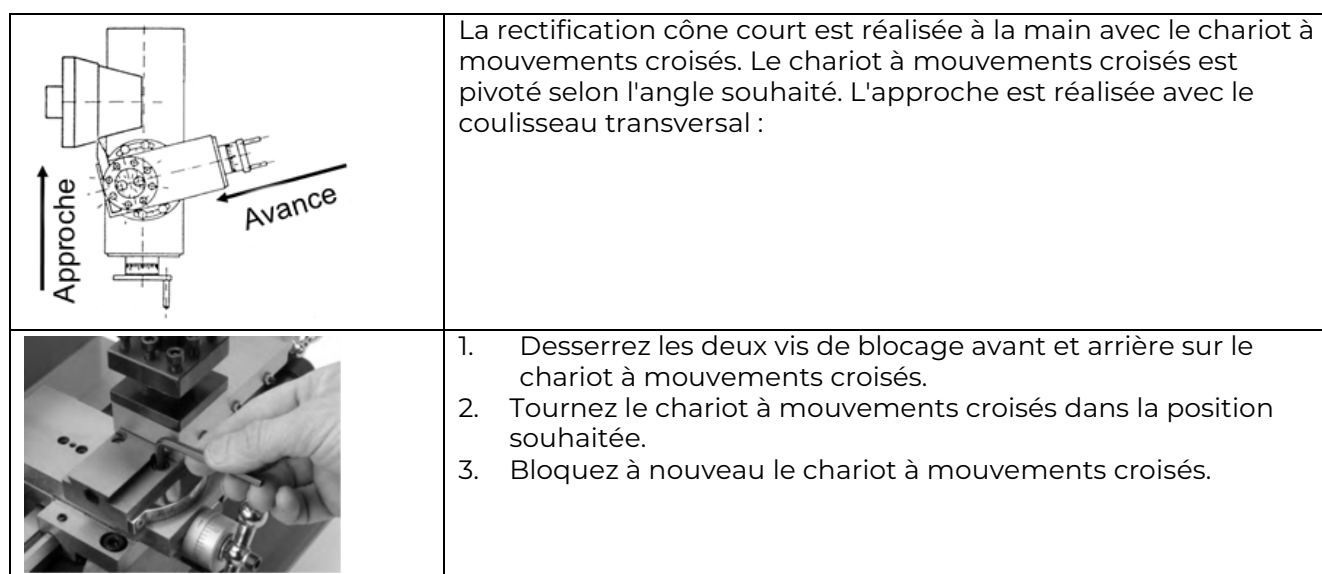 Approche
Avance
La rectification cône court est réalisée à la main avec le chariot à
mouvements croisés. Le chariot à mouvements croisés est
pivoté selon l'angle souhaité. L'approche est réalisée avec le
coulisseau transversal :
1. Desserrez les deux vis de blocage avant et arrière sur le
chariot à mouvements croisés.
2. Tournez le chariot à mouvements croisés dans la position
souhaitée.
3. Bloquez à nouveau le chariot à mouvements croisés.